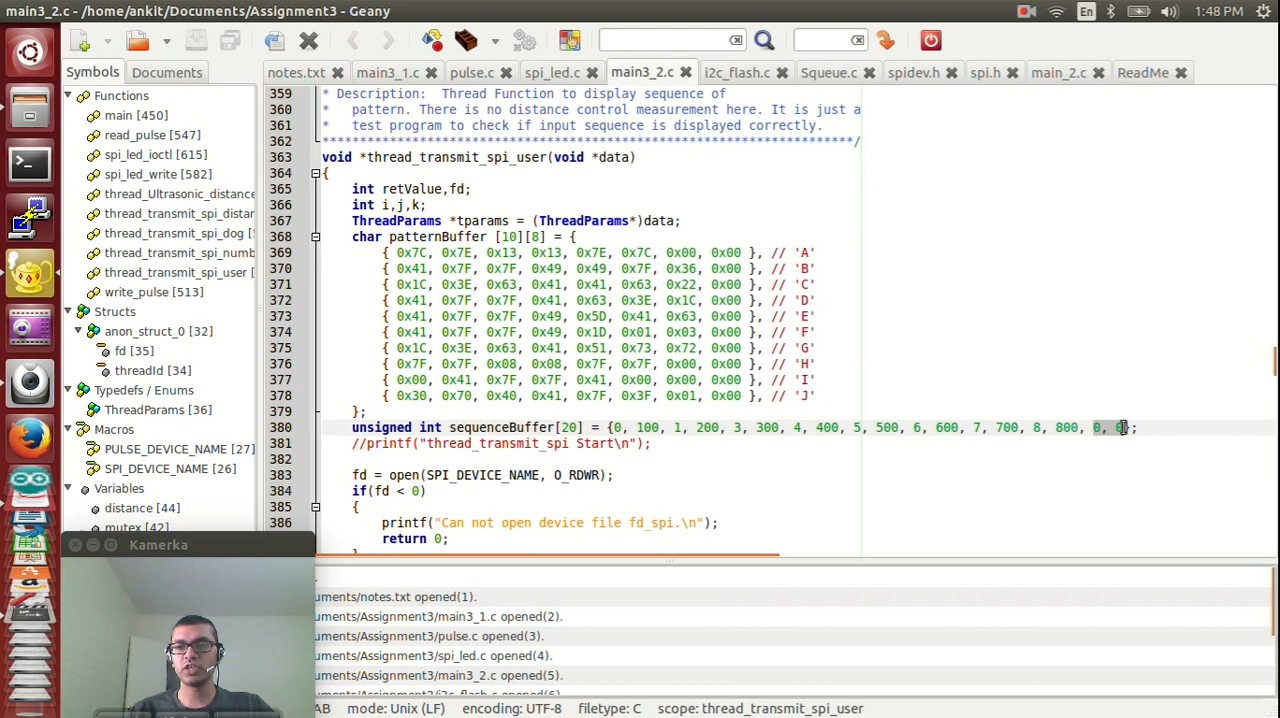 main3_2.c - /home/ankit/Documents/Assignment3 - Geany
En
1:48 PM
Symbols
Documents
notes.txt
main3_1.c
pulse.c
spi_led.c
main3_2.c
i2c_flash.c
Squeue.c
spidev.h
spi.h
main_2.c
ReadMe
Functions
main [450]
read_pulse [547]
spi_led_ioctl [615]
spi_led_write [582]
thread_Ultrasonic_distance
thread_transmit_spi_distan
thread_transmit_spi_dog [5
thread_transmit_spi_numb
thread_transmit_spi_user [
write_pulse [513]
Structs
anon_struct_0 [32]
fd [35]
threadId [34]
Typedefs / Enums
ThreadParams [36]
Macros
PULSE_DEVICE_NAME [27]
SPI_DEVICE_NAME [26]
Variables
distance [44]
mutex [42]
359 * Description: Thread Function to display sequence of
360 * pattern. There is no distance control measurement here. It is just a
361 * test program to check if input sequence is displayed correctly.
362 ***********************************************************************/
363 void *thread_transmit_spi_user(void *data)
364 {
365 int retValue,fd;
366 int i,j,k;
367 ThreadParams *tparams = (ThreadParams*)data;
368 char patternBuffer [10][8] = {
369 { 0x7C, 0x7E, 0x13, 0x13, 0x7E, 0x7C, 0x00, 0x00 }, // 'A'
370 { 0x41, 0x7F, 0x7F, 0x49, 0x49, 0x7F, 0x36, 0x00 }, // 'B'
371 { 0x1C, 0x3E, 0x63, 0x41, 0x41, 0x63, 0x22, 0x00 }, // 'C'
372 { 0x41, 0x7F, 0x7F, 0x41, 0x63, 0x3E, 0x1C, 0x00 }, // 'D'
373 { 0x41, 0x7F, 0x7F, 0x49, 0x5D, 0x41, 0x63, 0x00 }, // 'E'
374 { 0x41, 0x7F, 0x7F, 0x49, 0x1D, 0x01, 0x03, 0x00 }, // 'F'
375 { 0x1C, 0x3E, 0x63, 0x41, 0x51, 0x73, 0x72, 0x00 }, // 'G'
376 { 0x7F, 0x7F, 0x08, 0x08, 0x7F, 0x7F, 0x00, 0x00 }, // 'H'
377 { 0x00, 0x41, 0x7F, 0x7F, 0x41, 0x00, 0x00, 0x00 }, // 'I'
378 { 0x30, 0x70, 0x40, 0x41, 0x7F, 0x3F, 0x01, 0x00 }, // 'J'
379 };
380 unsigned int sequenceBuffer[20] = {0, 100, 1, 200, 3, 300, 4, 400, 5, 500, 6, 600, 7, 700, 8, 800, 0, 0};
381 //printf("thread_transmit_spi Start\n");
382
383 fd = open(SPI_DEVICE_NAME, O_RDWR);
384 if(fd < 0)
385 {
386 printf("Can not open device file fd_spi.\n");
387 return 0;
Kamerka
uments/notes.txt opened(1).
uments/Assignment3/main3_1.c opened(2).
uments/Assignment3/pulse.c opened(3).
uments/Assignment3/spi_led.c opened(4).
uments/Assignment3/main3_2.c opened(5).
uments/Assignment3/i2c_flash.c opened(6).
AB mode: Unix (LF) encoding: UTF-8 filetype: C scope: thread_transmit_spi_user